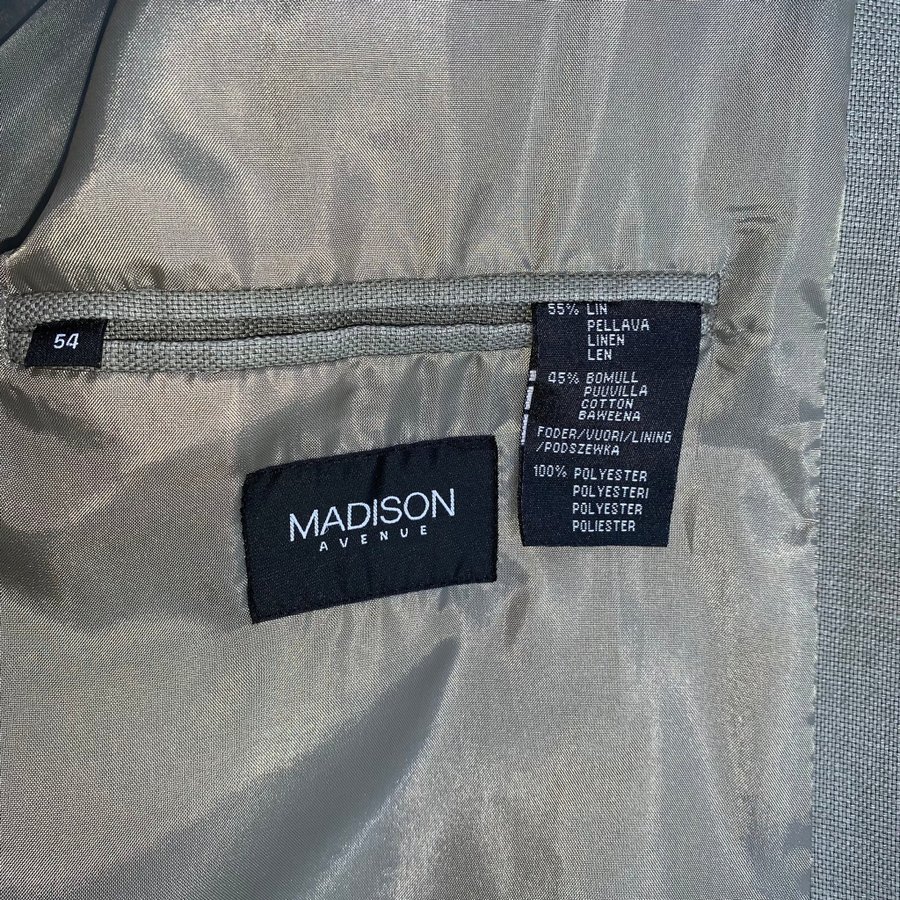 54
55% LIN
PELLAVA
LINEN
LEN
45% BOMULL
PUUVILLA
COTTON
BAWEŁNA
FODER/VUORI/LINING
/PODSZEWKA
100% POLYESTER
POLYESTERI
POLYESTER
POLIESTER
MADISON
AVENUE